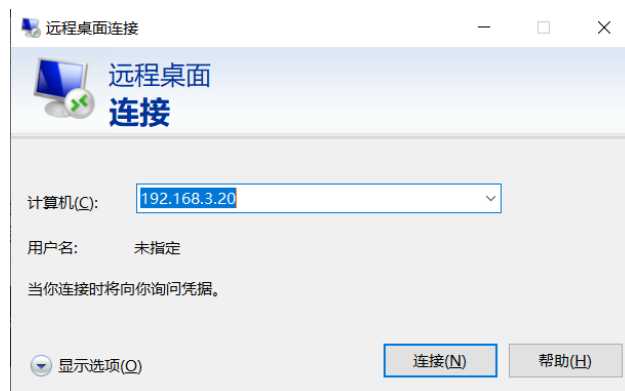 远程桌面连接
远程桌面
连接
计算机(C): 192.168.3.20
用户名: 未指定
当你连接时将向你询问凭据。
显示选项(O) 连接(N) 帮助(H)